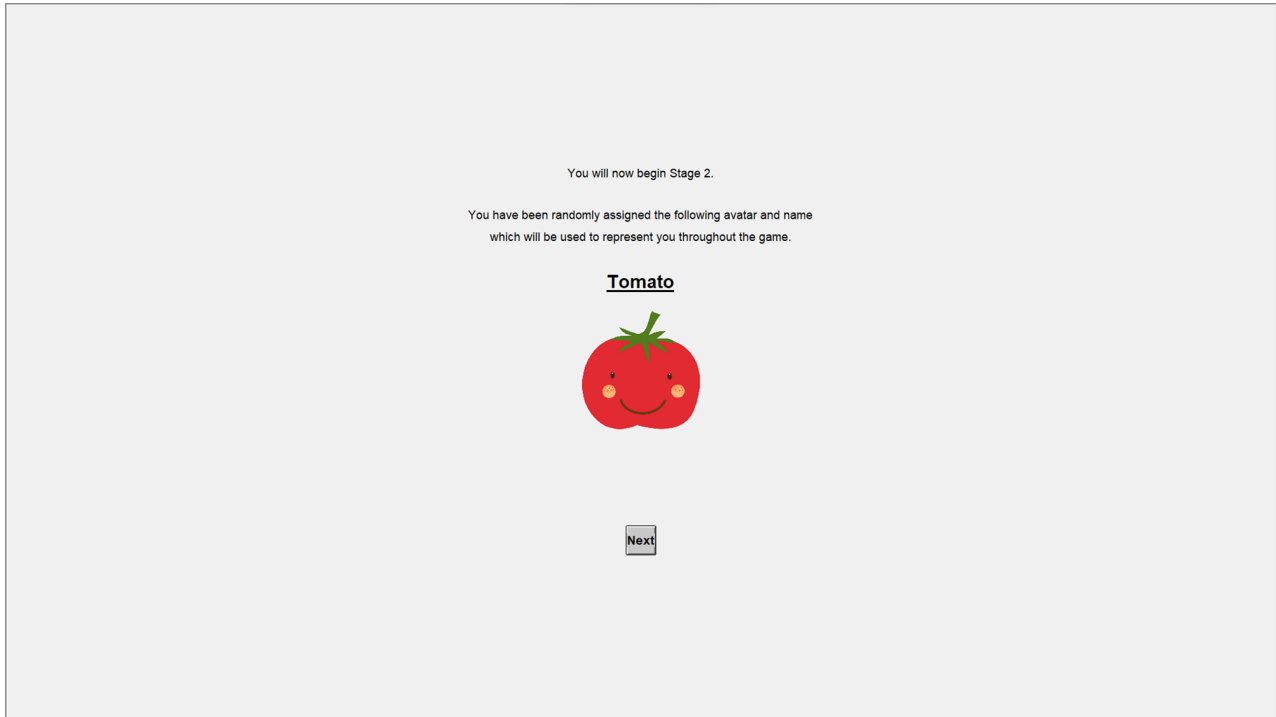 You will now begin Stage 2.
You have been randomly assigned the following avatar and name
which will be used to represent you throughout the game.
Tomato
Next